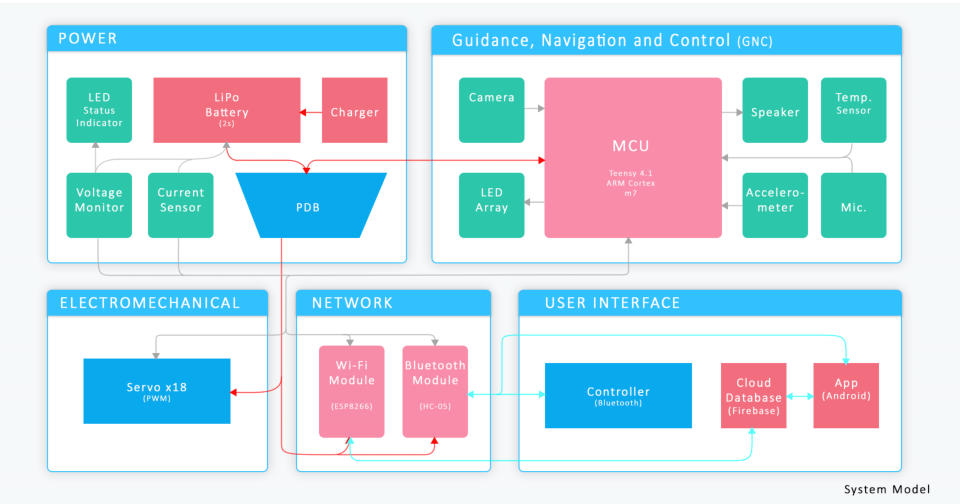 POWER
LED
Status
Indicator
LiPo
Battery
(2s)
Charger
Voltage
Monitor
Current
Sensor
PDB
Guidance, Navigation and Control (GNC)
Camera
MCU
Teensy 4.1
ARM Cortex
m7
Speaker
Temp.
Sensor
LED
Array
Accelero-
meter
Mic.
ELECTROMECHANICAL
Servo x18
(PWM)
NETWORK
Wi-Fi
Module
(ESP8266)
Bluetooth
Module
(HC-05)
USER INTERFACE
Controller
(Bluetooth)
Cloud
Database
(Firebase)
App
(Android)
System Model